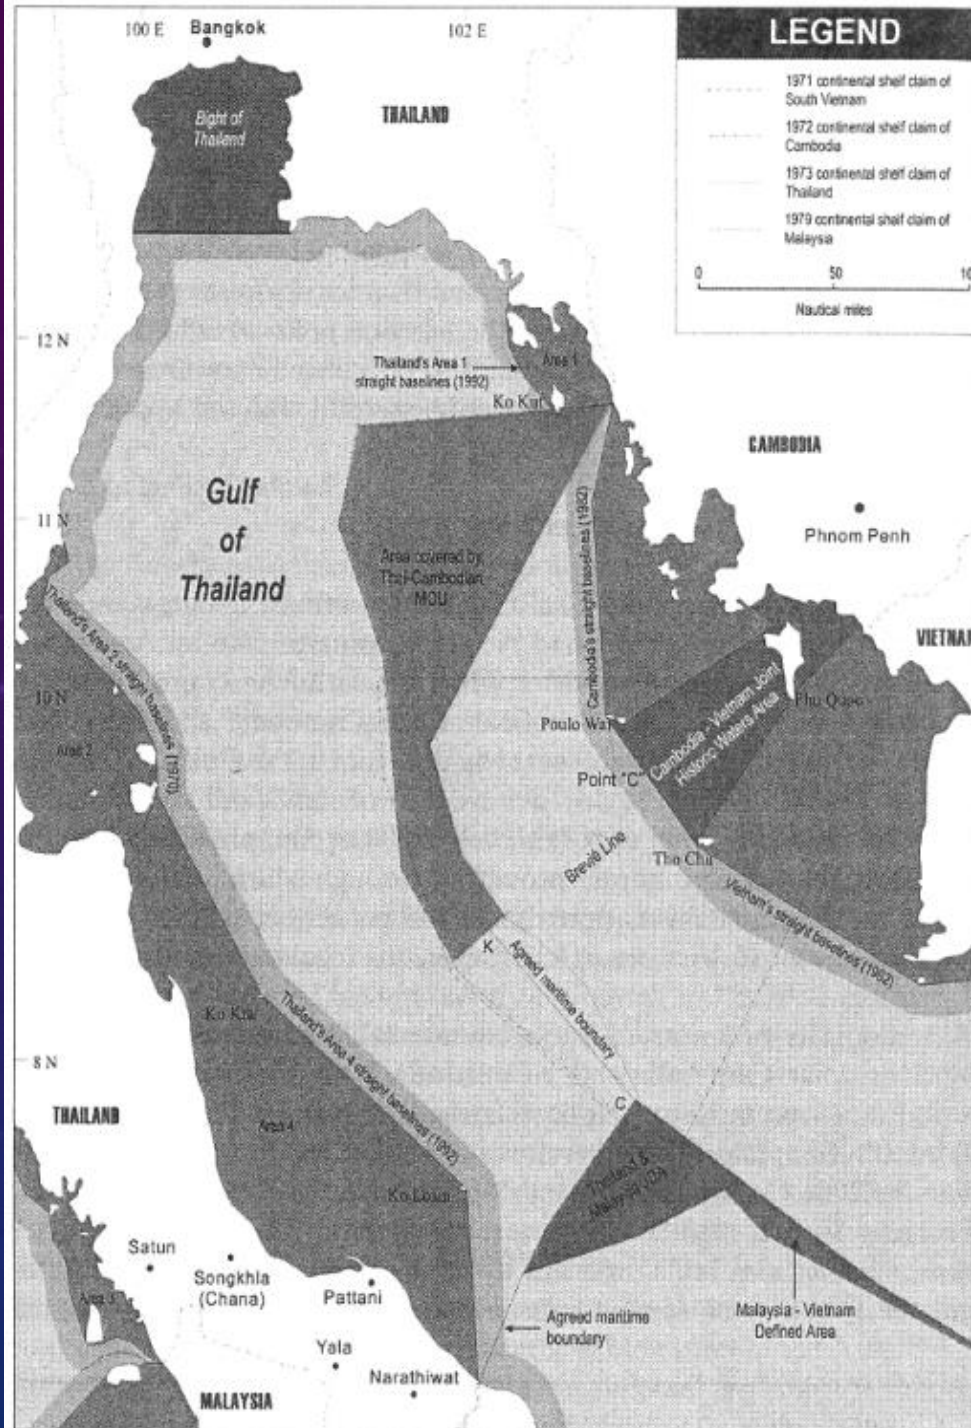 100 E
Bangkok
102 E
LEGEND
1971 continental shelf claim of
South Vietnam
1972 continental shelf claim of
Cambodia
1973 continental shelf claim of
Thailand
1979 continental shelf claim of
Malaysia
0
50
10
Nautical miles
Bight of
Thailand
THAILAND
12 N
Thailand's Area 1
straight baselines (1992)
Area 1
Ko Kut
CAMBODIA
Phnom Penh
11 N
Gulf
of
Thailand
Area covered by
Thai-Cambodian
MOU
Cambodia's straight baselines (1982)
VIETNAM
Thailand's Area 2 straight baselines (1970)
10 N
Area 2
Poulo Wai
Cambodia - Vietnam Joint
Historic Waters Area
Phu Quoc
Point "C"
Brevié Line
Tho Chu
Vietnam's straight baselines (1982)
K
Agreed maritime boundary
Ko Kra
Thailand's Area 4 straight baselines (1992)
8 N
THAILAND
Area 4
C
Thailand &
Malaysia JDA
Ko Losin
Satun
Songkhla
(Chana)
Pattani
Area 3
Agreed maritime
boundary
Malaysia - Vietnam
Defined Area
Yala
Narathiwat
MALAYSIA